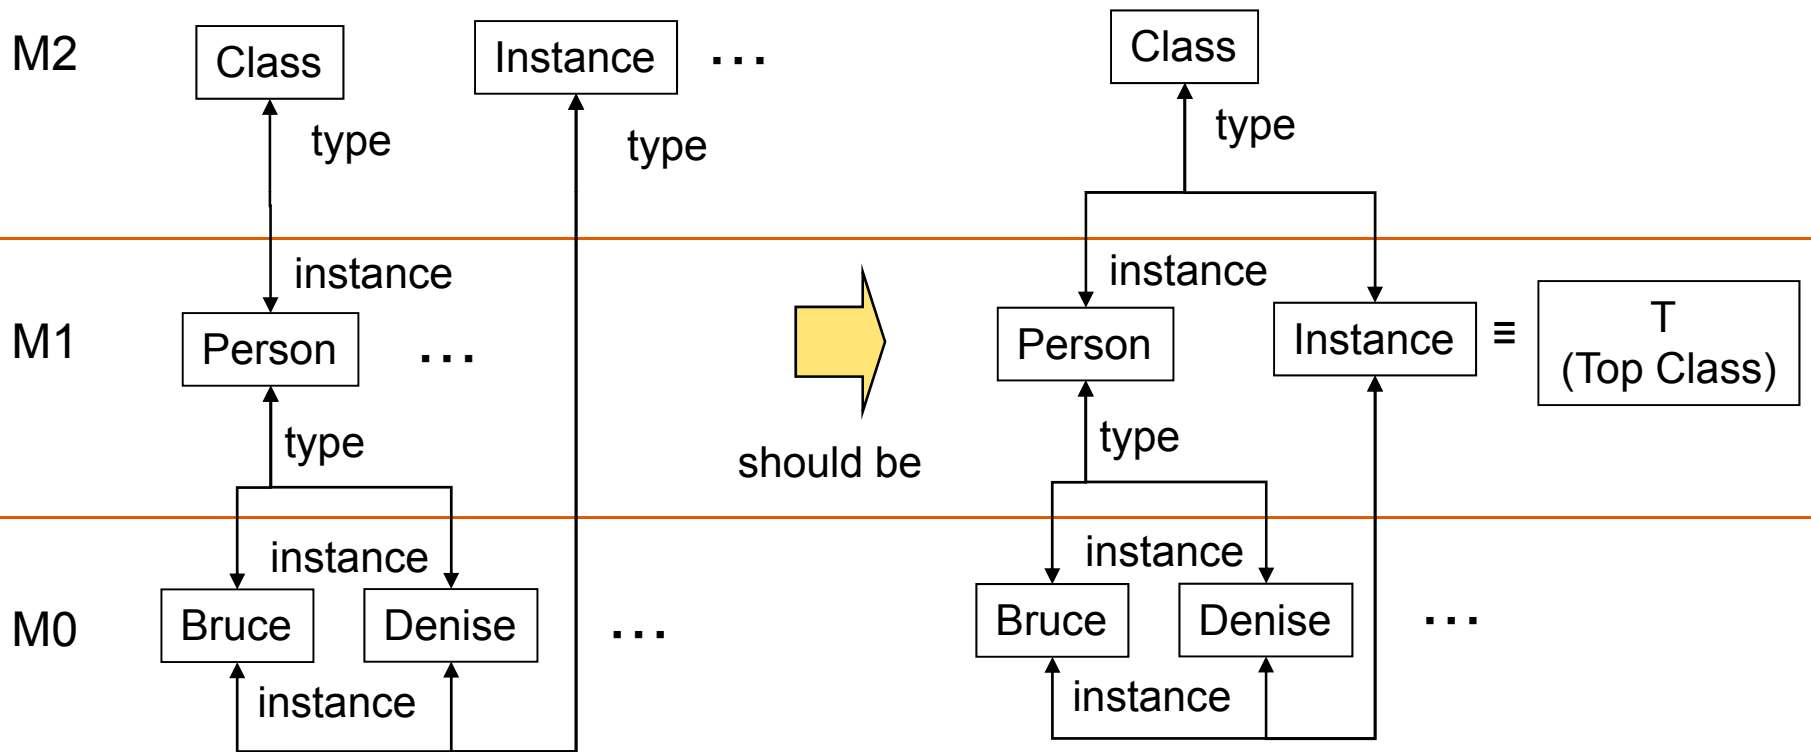 M2
Class
Instance
...
Class
type
type
type
instance
instance
M1
Person
...
Person
Instance
≡
T
(Top Class)
type
type
should be
instance
instance
M0
Bruce
Denise
...
Bruce
Denise
...
instance
instance